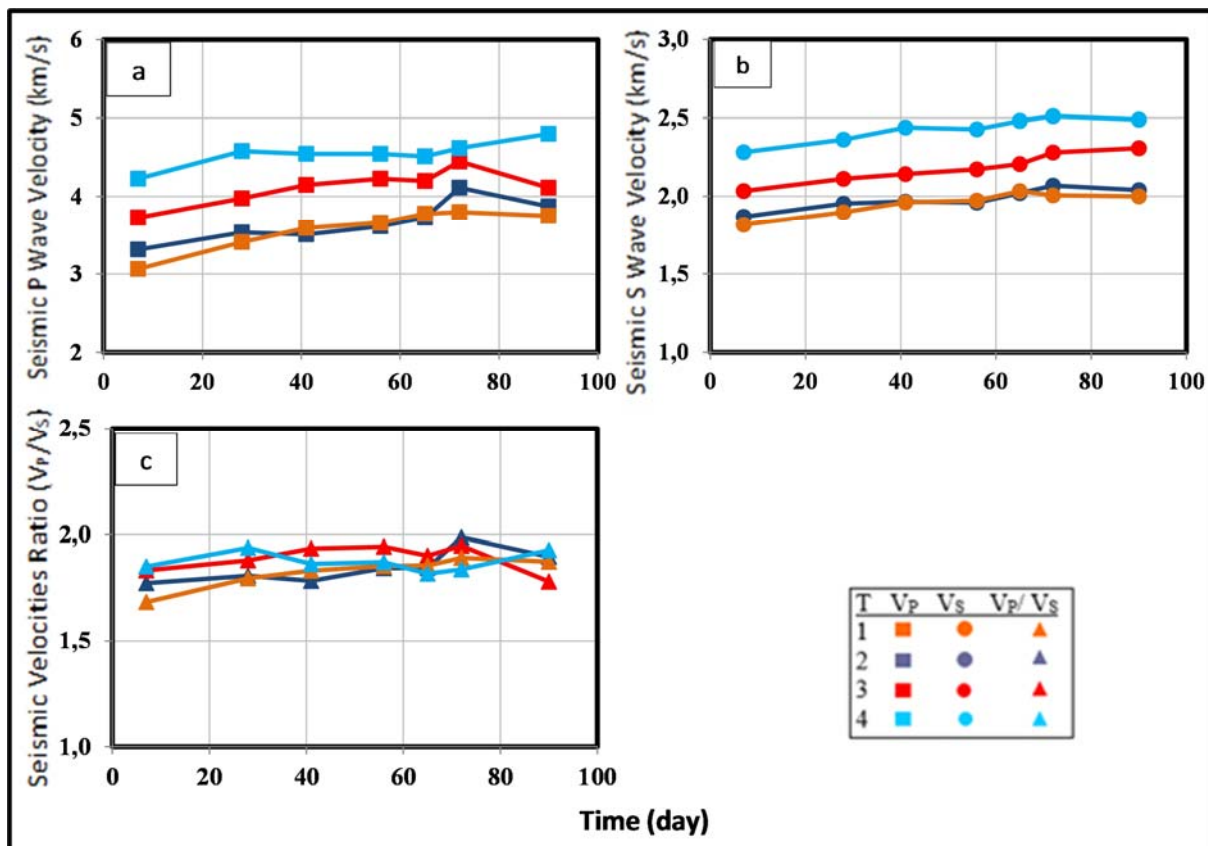 Seismic P Wave Velocity (km/s)
6
5
4
3
2
a
0 20 40 60 80 100
Seismic S Wave Velocity (km/s)
3,0
2,5
2,0
1,5
1,0
b
0 20 40 60 80 100
Seismic Velocities Ratio (VP/VS)
2,5
2,0
1,5
1,0
c
0 20 40 60 80 100
Time (day)
T VP VS VP/ VS
1
2
3
4